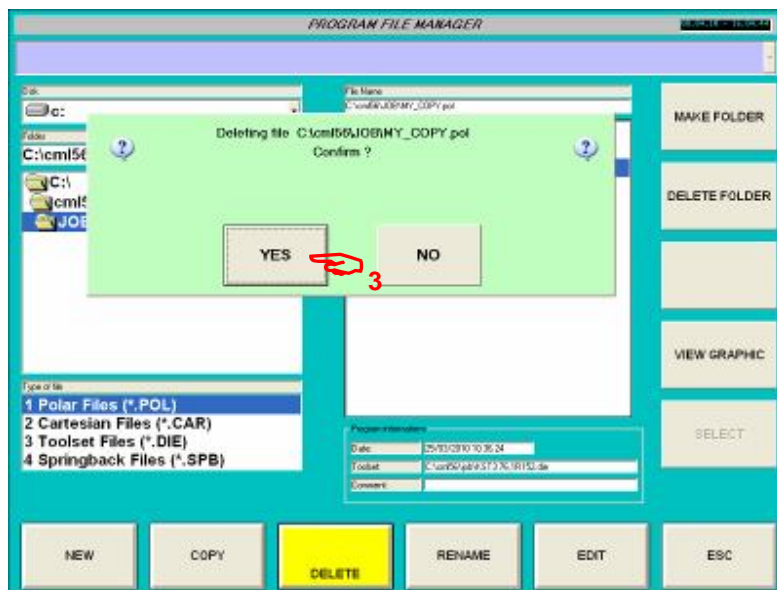 PROGRAM FILE MANAGER
Disk
File Name
c:
MAKE FOLDER
Folder
C:\cml56
Deleting file C:\cml56\JOB\MY_COPY.pol
Confirm ?
C:\
DELETE FOLDER
YES
NO
3
VIEW GRAPHIC
Type of file
1 Polar Files (*.POL)
2 Cartesian Files (*.CAR)
3 Toolset Files (*.DIE)
4 Springback Files (*.SPB)
SELECT
Program Informations
Date:
Toolset:
Comment:
NEW
COPY
DELETE
RENAME
EDIT
ESC